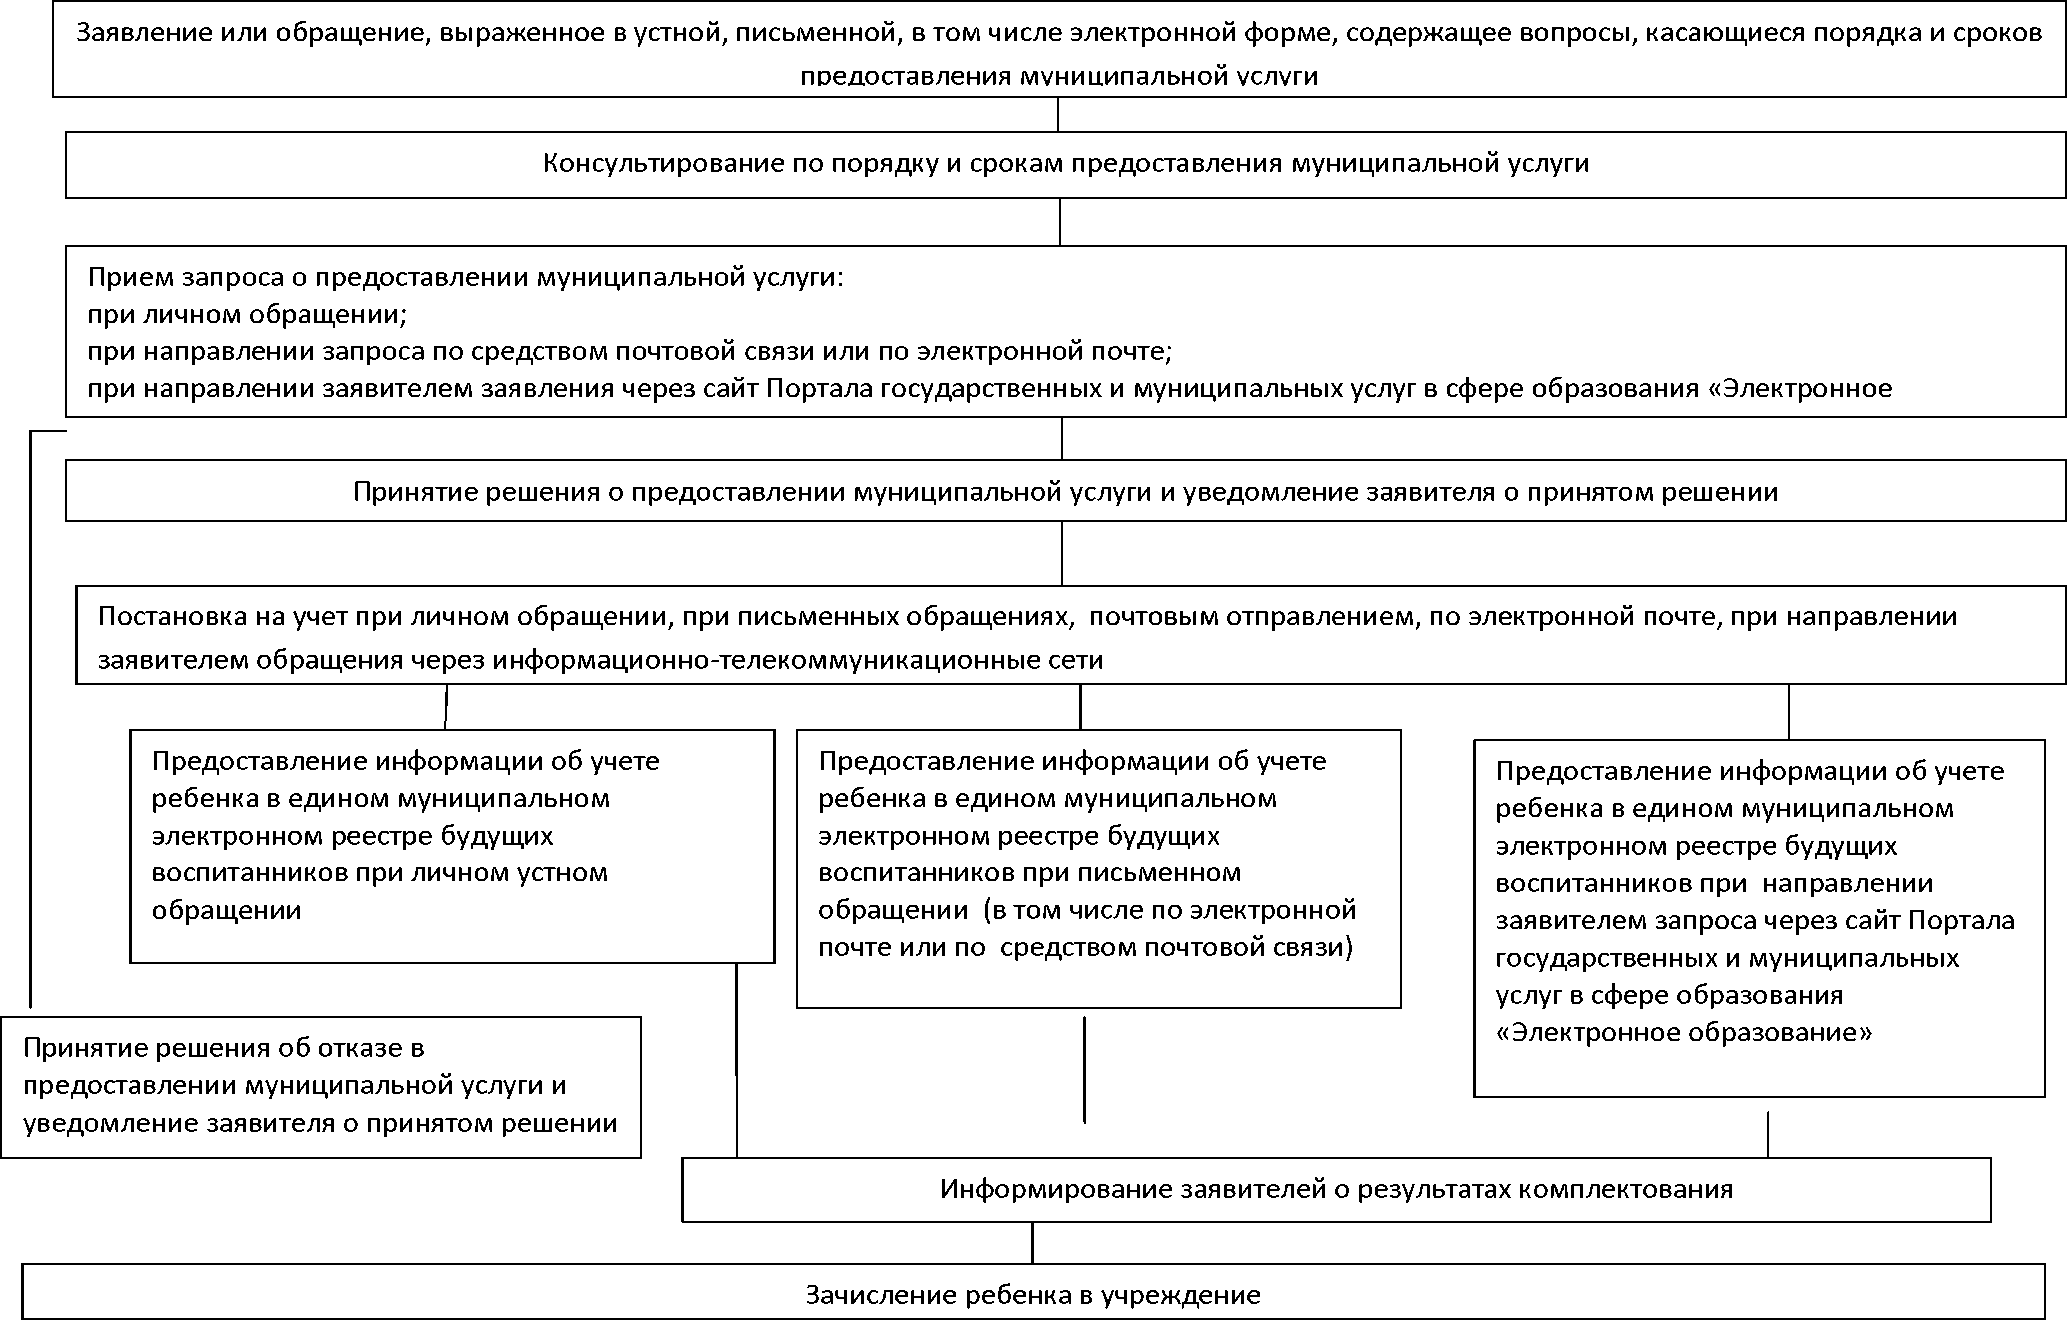 Заявление или обращение, выраженное в устной, письменной, в том числе электронной форме, содержащее вопросы, касающиеся порядка и сроков
предоставления муниципальной услуги
Консультирование по порядку и срокам предоставления муниципальной услуги
Прием запроса о предоставлении муниципальной услуги:
при личном обращении;
при направлении запроса по средством почтовой связи или по электронной почте;
при направлении заявителем заявления через сайт Портала государственных и муниципальных услуг в сфере образования «Электронное
Принятие решения о предоставлении муниципальной услуги и уведомление заявителя о принятом решении
Постановка на учет при личном обращении, при письменных обращениях, почтовым отправлением, по электронной почте, при направлении
заявителем обращения через информационно-телекоммуникационные сети
Предоставление информации об учете
ребенка в едином муниципальном
электронном реестре будущих
воспитанников при личном устном
обращении
Предоставление информации об учете
ребенка в едином муниципальном
электронном реестре будущих
воспитанников при письменном
обращении (в том числе по электронной
почте или по средством почтовой связи)
Предоставление информации об учете
ребенка в едином муниципальном
электронном реестре будущих
воспитанников при направлении
заявителем запроса через сайт Портала
государственных и муниципальных
услуг в сфере образования
«Электронное образование»
Принятие решения об отказе в
предоставлении муниципальной услуги и
уведомление заявителя о принятом решении
Информирование заявителей о результатах комплектования
Зачисление ребенка в учреждение